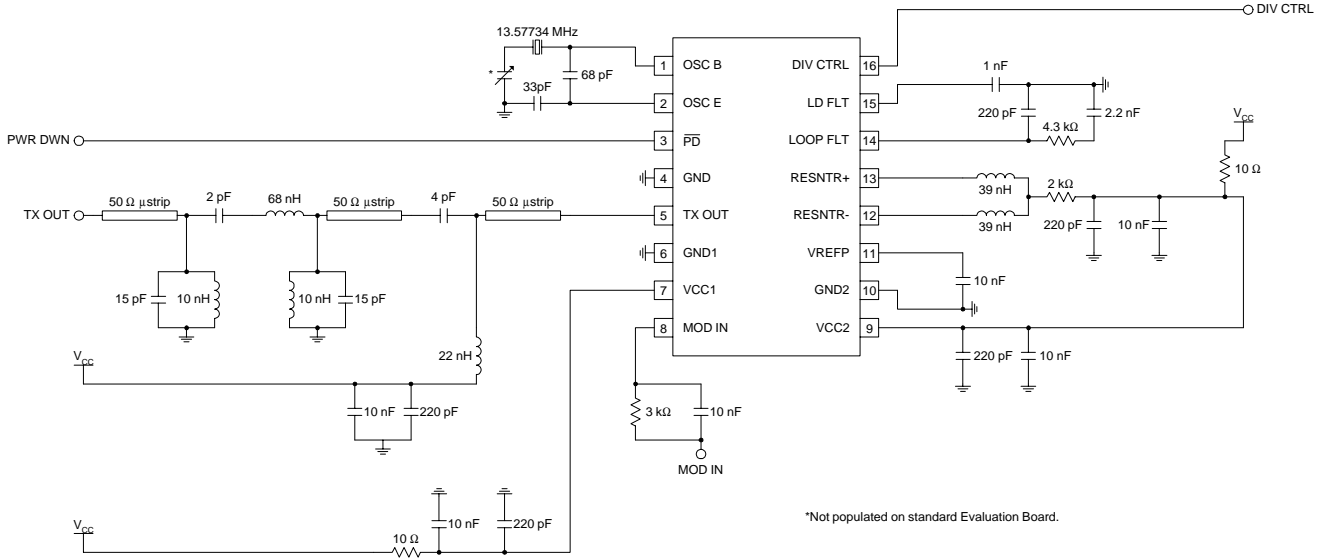 DIV CTRL
13.57734 MHz
*
68 pF
33pF
1 OSC B
2 OSC E
3 PD
4 GND
5 TX OUT
6 GND1
7 VCC1
8 MOD IN
DIV CTRL 16
LD FLT 15
LOOP FLT 14
RESNTR+ 13
RESNTR- 12
VREFP 11
GND2 10
VCC2 9
1 nF
220 pF
2.2 nF
4.3 kΩ
VCC
10 Ω
39 nH
2 kΩ
39 nH
220 pF
10 nF
10 nF
220 pF
10 nF
PWR DWN
TX OUT
50 Ω µstrip
2 pF
68 nH
50 Ω µstrip
4 pF
50 Ω µstrip
15 pF
10 nH
10 nH
15 pF
22 nH
VCC
10 nF
220 pF
3 kΩ
10 nF
MOD IN
VCC
10 Ω
10 nF
220 pF
*Not populated on standard Evaluation Board.